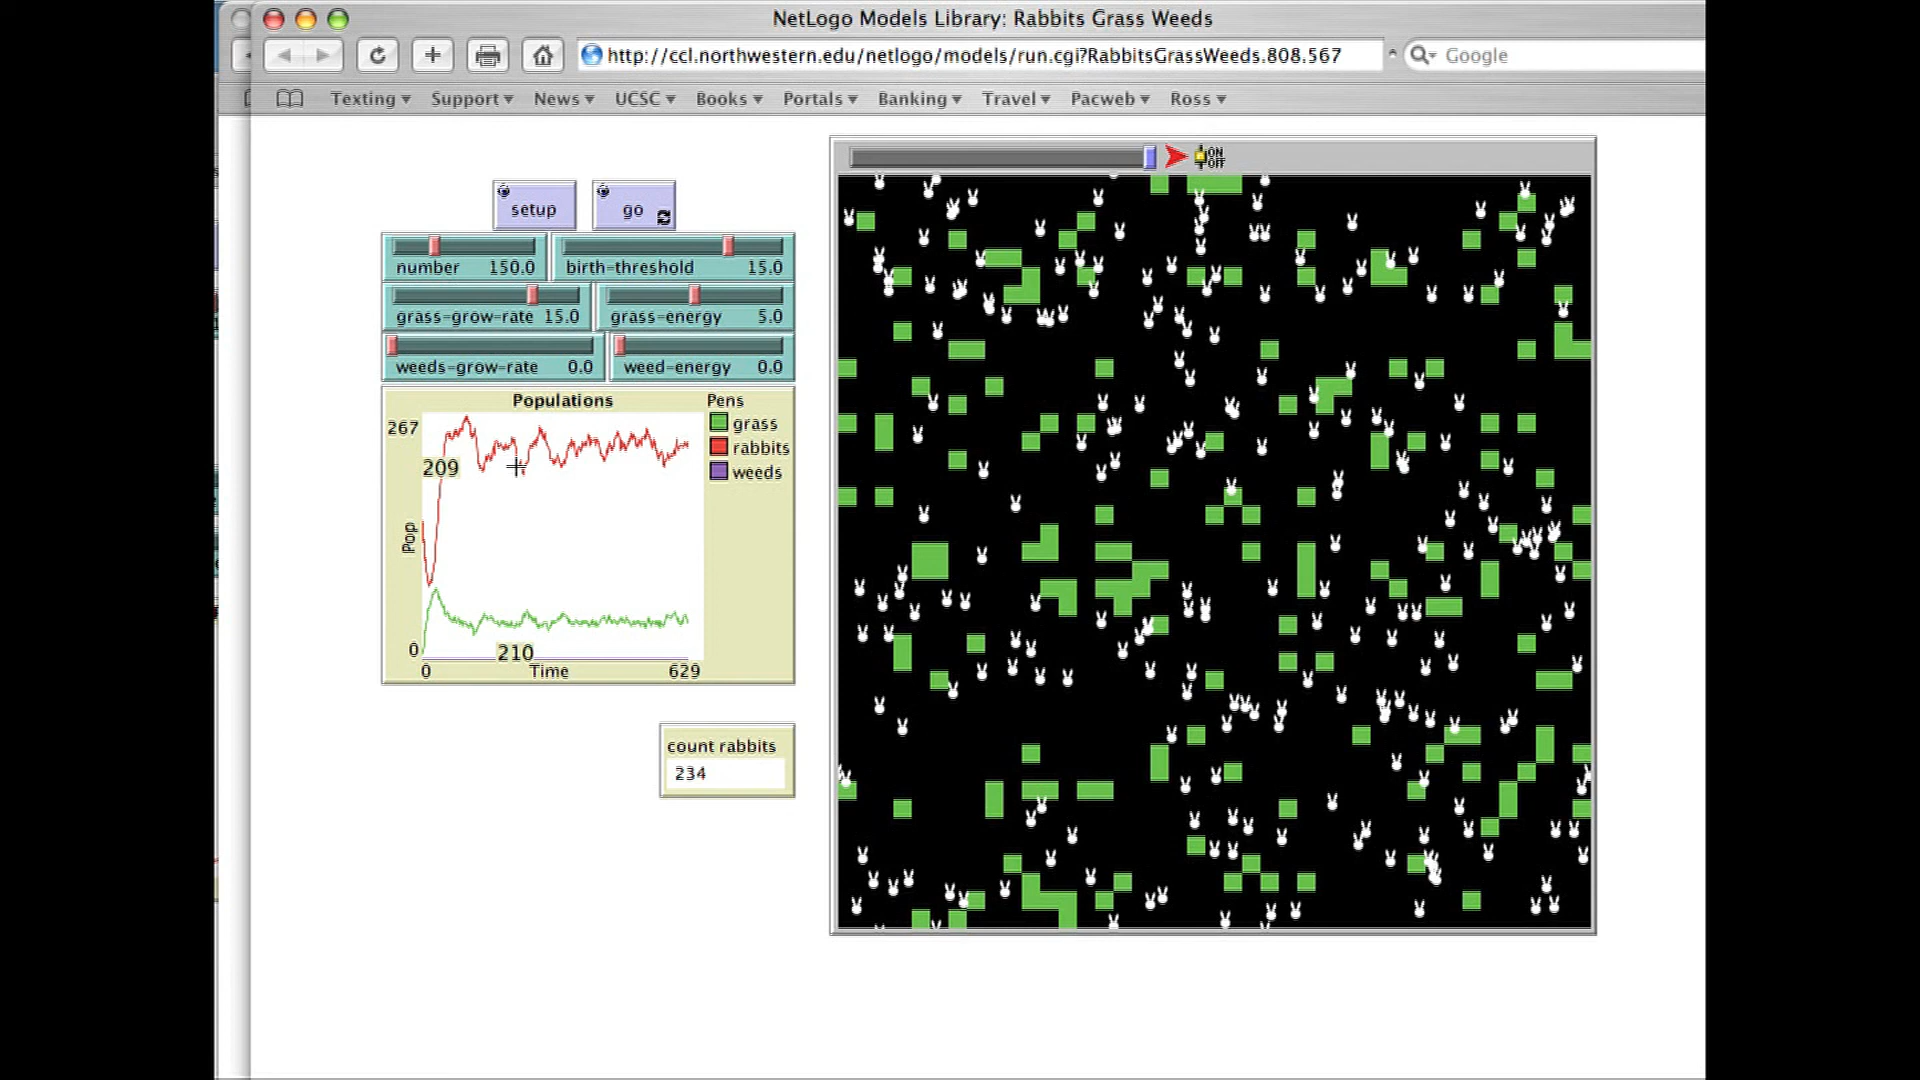 NetLogo Models Library: Rabbits Grass Weeds
http://ccl.northwestern.edu/netlogo/models/run.cgi?RabbitsGrassWeeds.808.567
Google
Texting Support News UCSC Books Portals Banking Travel Pacweb Ross
ON
OFF
setup
go
number 150.0
birth=threshold 15.0
grass=grow=rate 15.0
grass=energy 5.0
weeds=grow=rate 0.0
weed=energy 0.0
Populations
Pens
267
grass
rabbits
209
weeds
Pop
0
210
0
Time
629
count rabbits
234